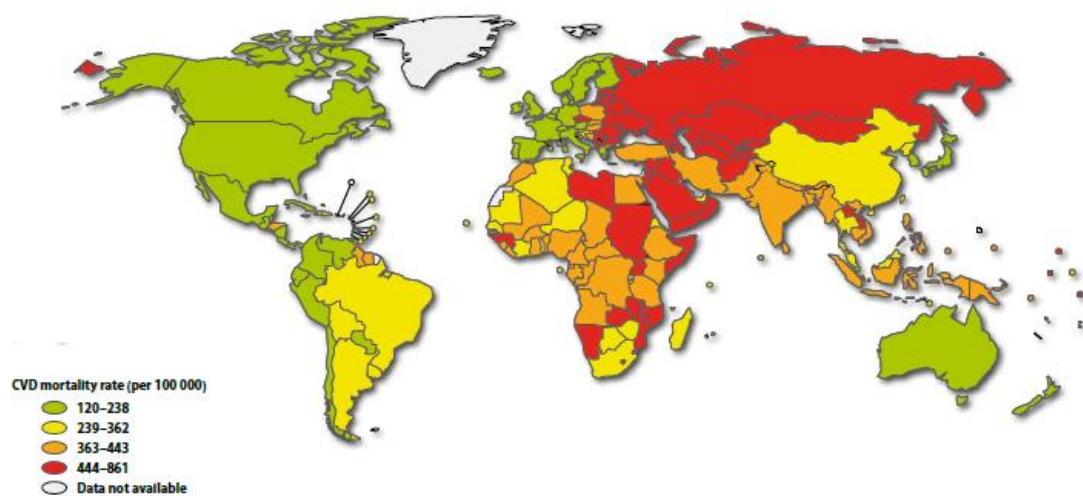 CVD mortality rate (per 100 000)
120–238
239–362
363–443
444–861
Data not available